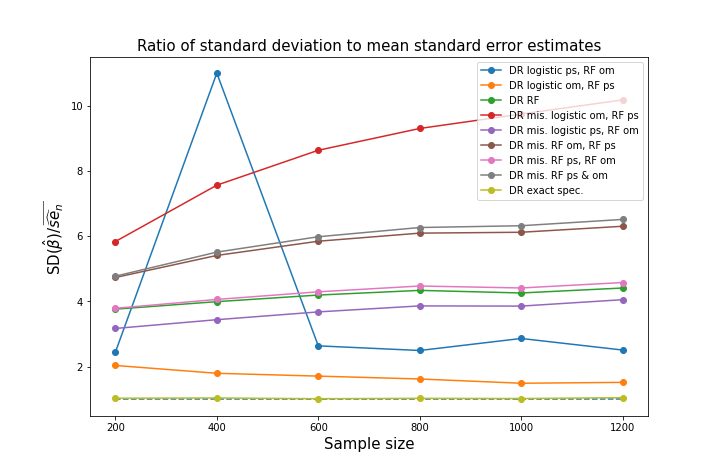 Ratio of standard deviation to mean standard error estimates
DR logistic ps, RF om
DR logistic om, RF ps
DR RF
DR mis. logistic om, RF ps
DR mis. logistic ps, RF om
DR mis. RF om, RF ps
DR mis. RF ps, RF om
DR mis. RF ps & om
DR exact spec.
10
8
6
4
2
SD(β̂)/\overline{\widehat{se}_n}
200 400 600 800 1000 1200
Sample size